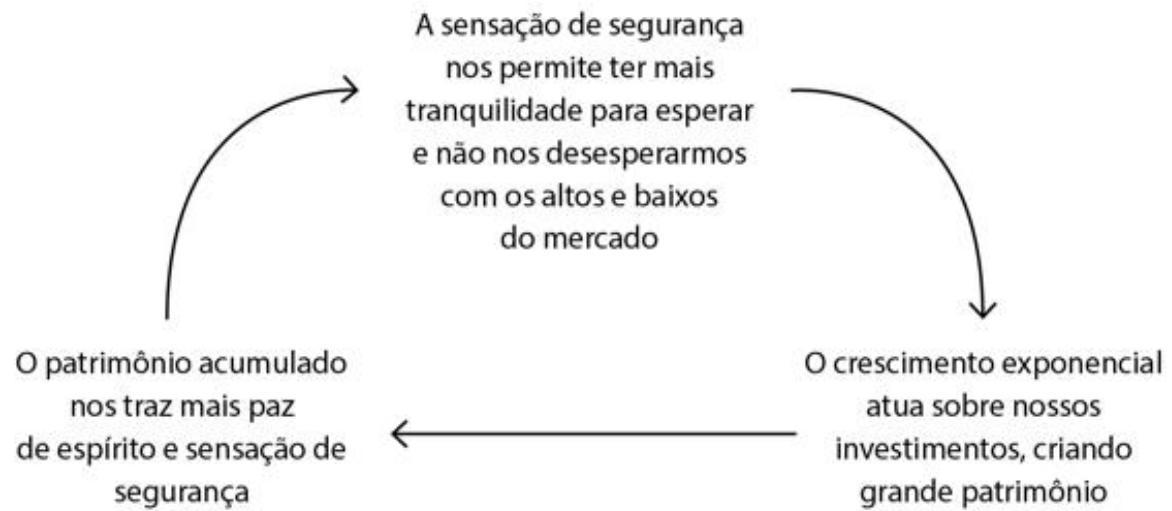 A sensação de segurança
nos permite ter mais
tranquilidade para esperar
e não nos desesperarmos
com os altos e baixos
do mercado
O patrimônio acumulado
nos traz mais paz
de espírito e sensação de
segurança
O crescimento exponencial
atua sobre nossos
investimentos, criando
grande patrimônio